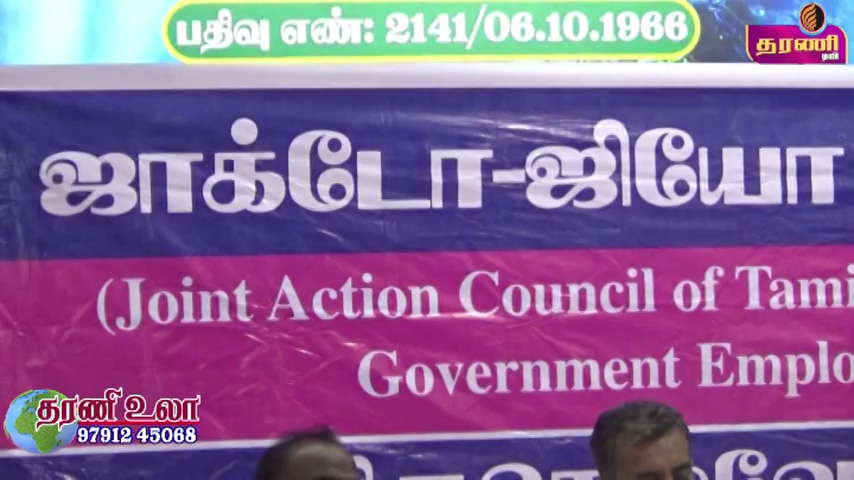 பதிவு எண்: 2141/06.10.1966
தரணி
ஜாக்டோ-ஜியோ
(Joint Action Council of Tami
Government Emplo
தரணி உலா
97912 45068